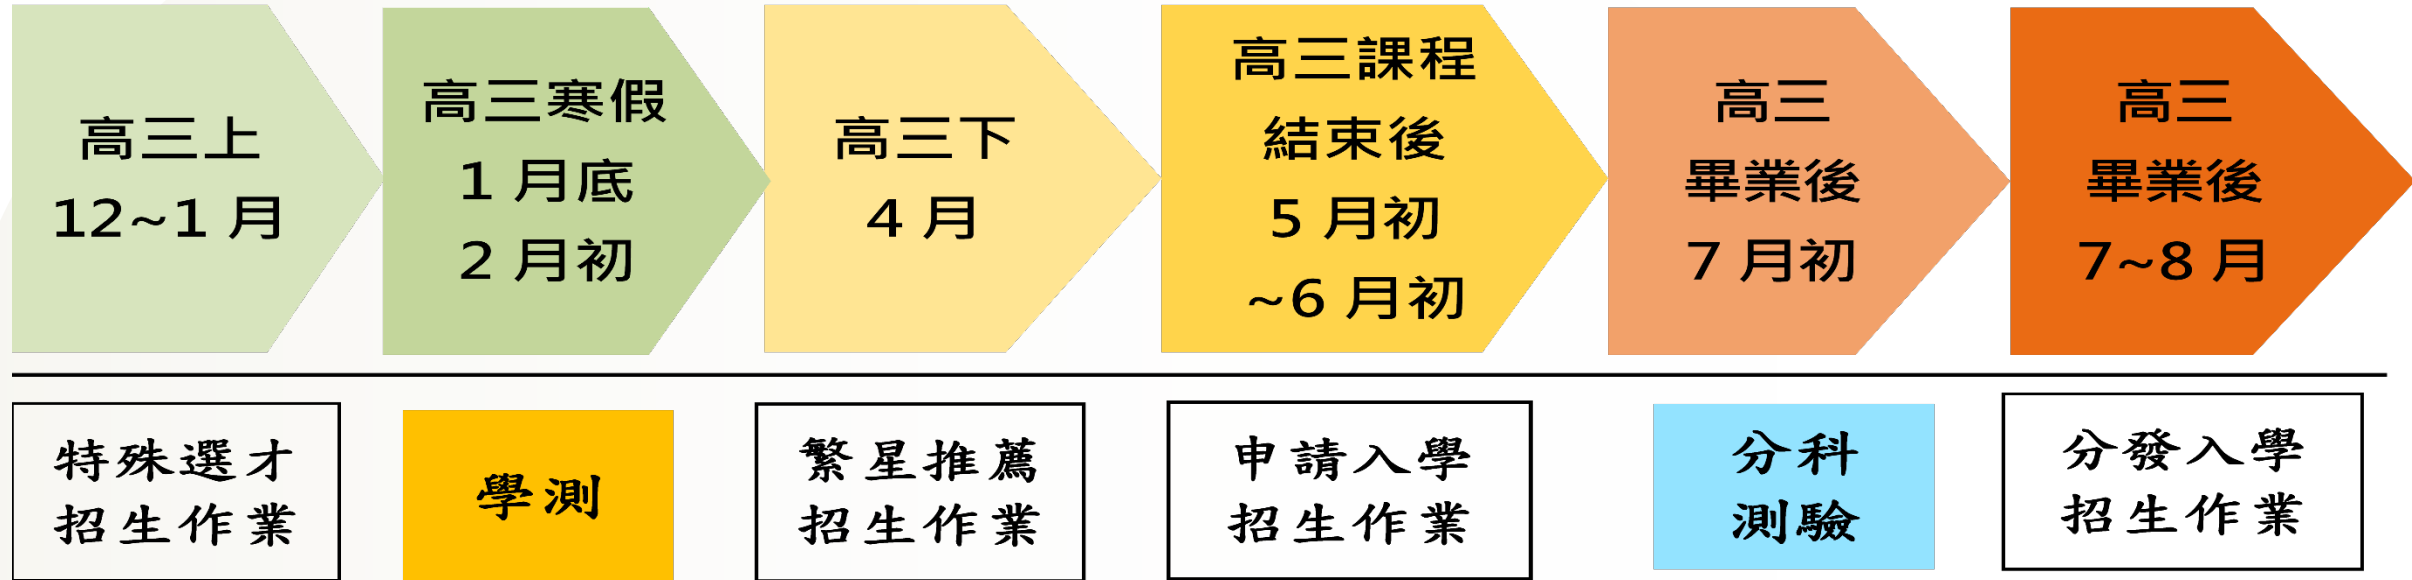 高三上
12~1 月
高三寒假
1 月底
2 月初
高三下
4 月
高三課程
結束後
5 月初
~6 月初
高三
畢業後
7 月初
高三
畢業後
7~8 月
特殊選才
招生作業
學測
繁星推薦
招生作業
申請入學
招生作業
分科
測驗
分發入學
招生作業